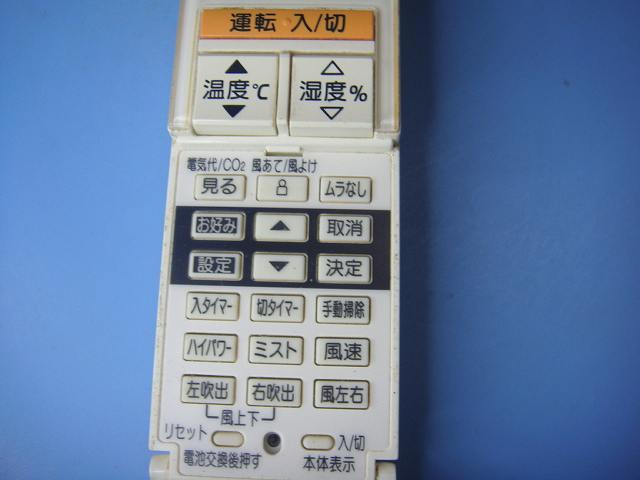 運転 入/切
▲ △
温度℃ 湿度%
▼ ▽
電気代/CO2 風あて/風よけ
見る ムラなし
お好み ▲ 取消
設定 ▼ 決定
入タイマー 切タイマー 手動掃除
ハイパワー ミスト 風速
左吹出 右吹出 風左右
風上下
リセット 入/切
電池交換後押す 本体表示